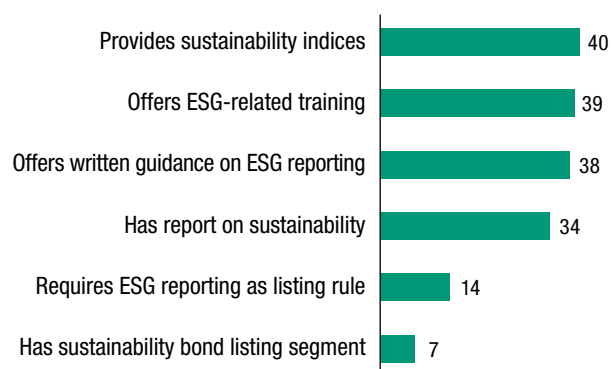 Provides sustainability indices 40
Offers ESG-related training 39
Offers written guidance on ESG reporting 38
Has report on sustainability 34
Requires ESG reporting as listing rule 14
Has sustainability bond listing segment 7